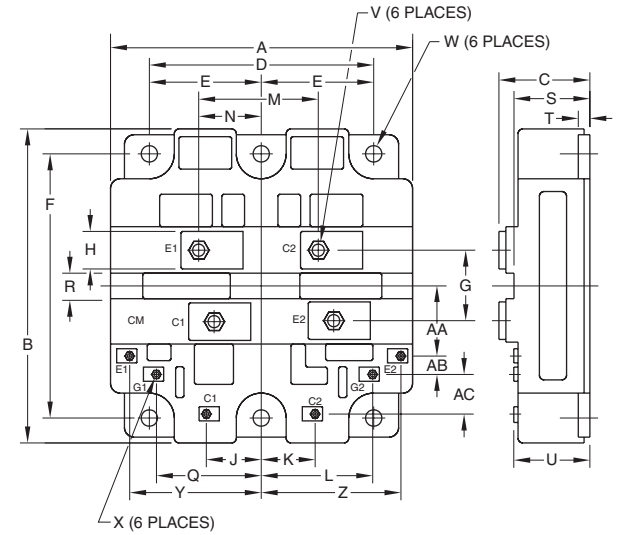 V (6 PLACES)
A
W (6 PLACES)
D
C
E
E
S
M
T
N
F
H
E1
C2
G
R
AA
B
CM
C1
E2
E1
E2
AB
G1
G2
AC
C1
C2
J
K
Q
L
U
Y
Z
X (6 PLACES)